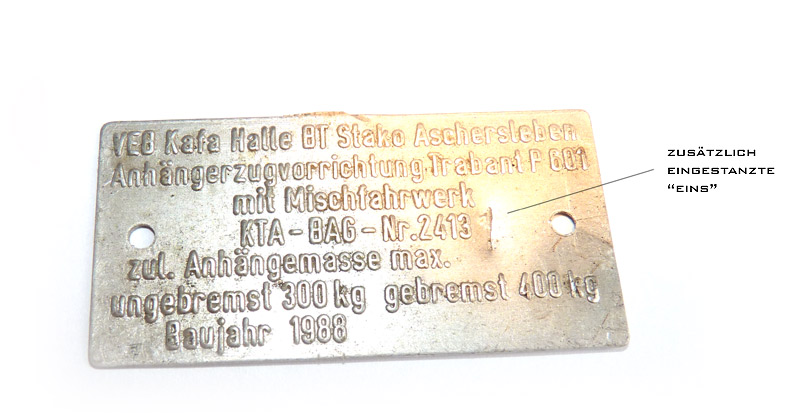 VEB Kafa Halle BT Stako Aschersleben
Anhängerzugvorrichtung Trabant P 601
mit Mischfahrwerk
KTA - BAG - Nr. 2413 1
zul. Anhängemasse max.
ungebremst 300 kg gebremst 400 kg
Baujahr 1988
ZUSÄTZLICH
EINGESTANZTE
“EINS”